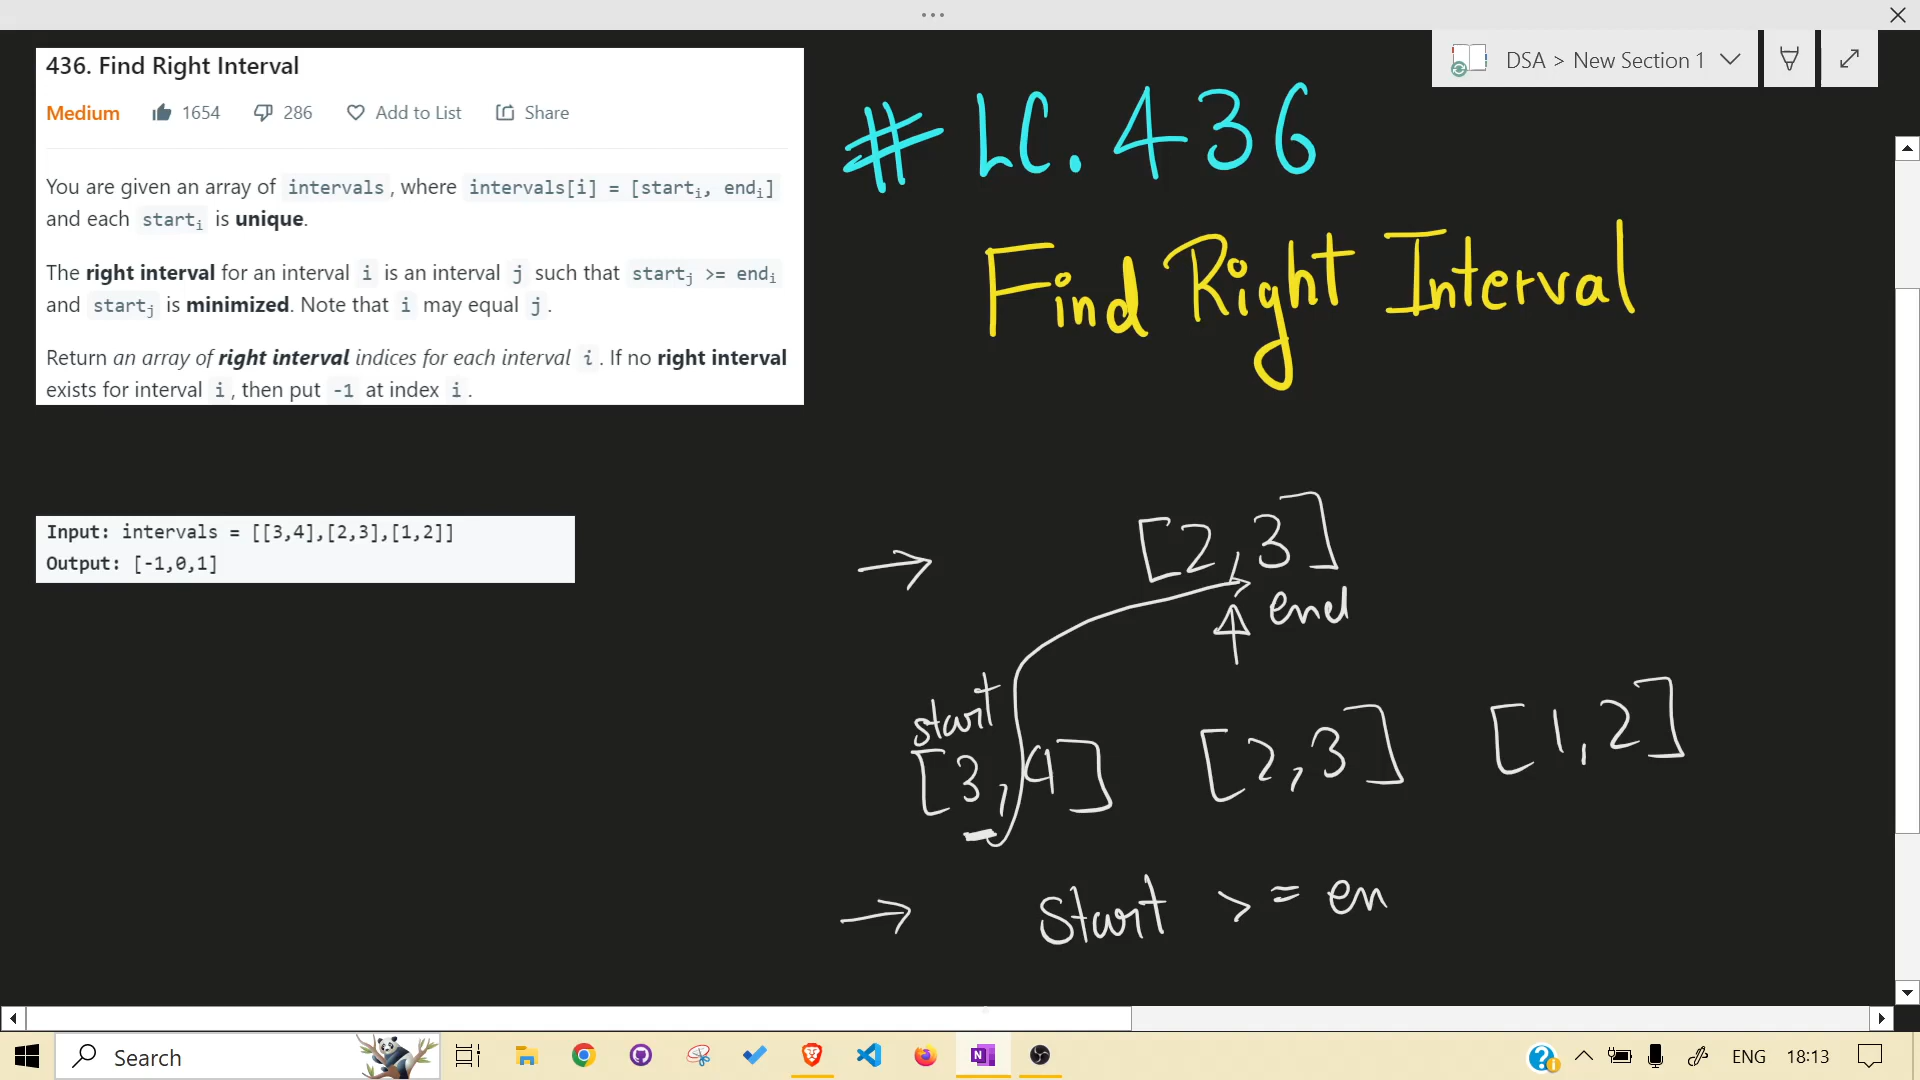 436. Find Right Interval
Medium 1654 286 Add to List Share
You are given an array of intervals, where intervals[i] = [starti, endi]
and each starti is unique.
The right interval for an interval i is an interval j such that startj >= endi
and startj is minimized. Note that i may equal j.
Return an array of right interval indices for each interval i. If no right interval
exists for interval i, then put -1 at index i.
Input: intervals = [[3,4],[2,3],[1,2]]
Output: [-1,0,1]
DSA > New Section 1
# LC. 436
Find Right Interval
→ [2,3]
end
start
[3,4] [2,3] [1,2]
→ Start >= en
Search
ENG 18:13